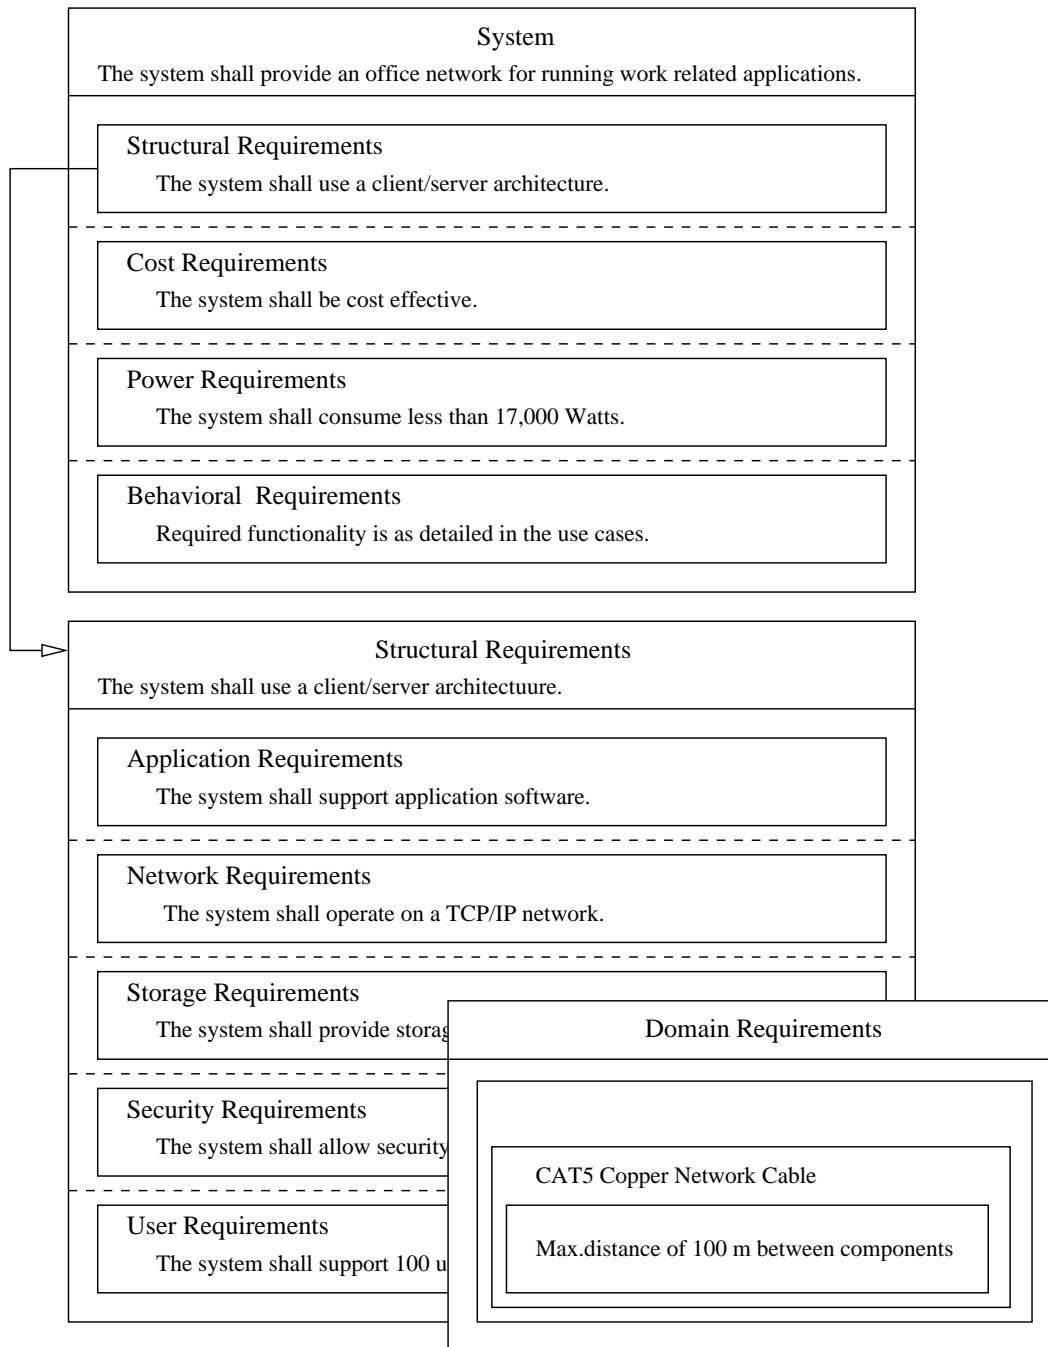 System
The system shall provide an office network for running work related applications.
Structural Requirements
The system shall use a client/server architecture.
Cost Requirements
The system shall be cost effective.
Power Requirements
The system shall consume less than 17,000 Watts.
Behavioral Requirements
Required functionality is as detailed in the use cases.
Structural Requirements
The system shall use a client/server architectuure.
Application Requirements
The system shall support application software.
Network Requirements
The system shall operate on a TCP/IP network.
Storage Requirements
The system shall provide
Security Requirements
The system shall allow security
User Requirements
The system shall support 100
Domain Requirements
CAT5 Copper Network Cable
Max.distance of 100 m between components